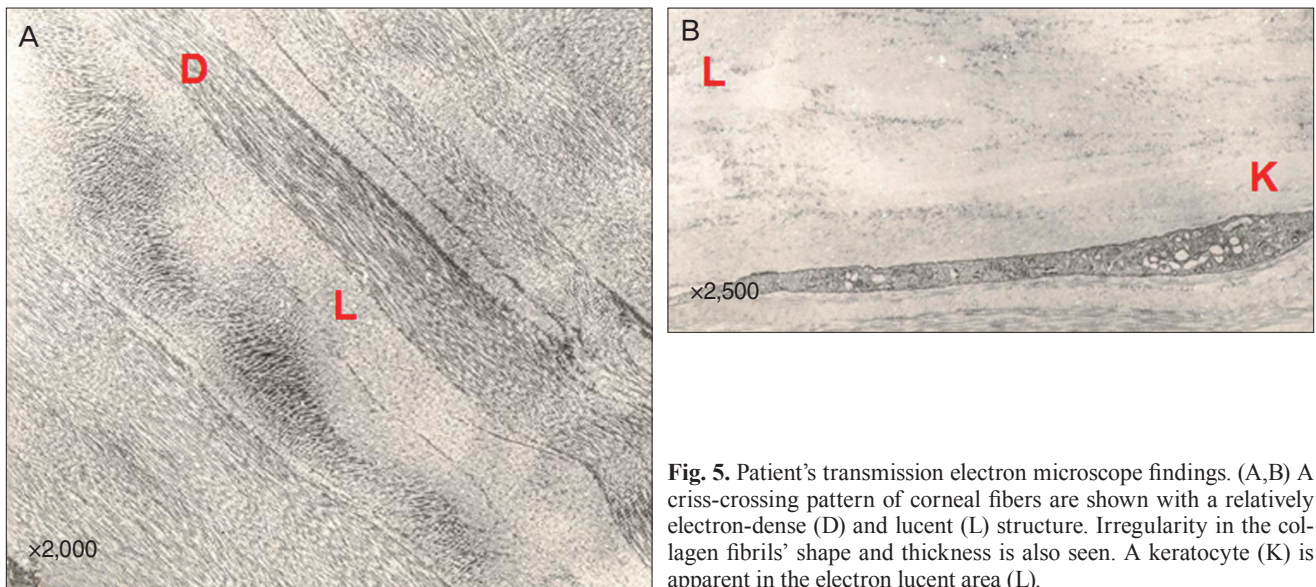 A
D
L
×2,000
B
L
K
×2,500
Fig. 5. Patient's transmission electron microscope findings. (A,B) A
criss-crossing pattern of corneal fibers are shown with a relatively
electron-dense (D) and lucent (L) structure. Irregularity in the col-
lagen fibrils' shape and thickness is also seen. A keratocyte (K) is
apparent in the electron lucent area (L).